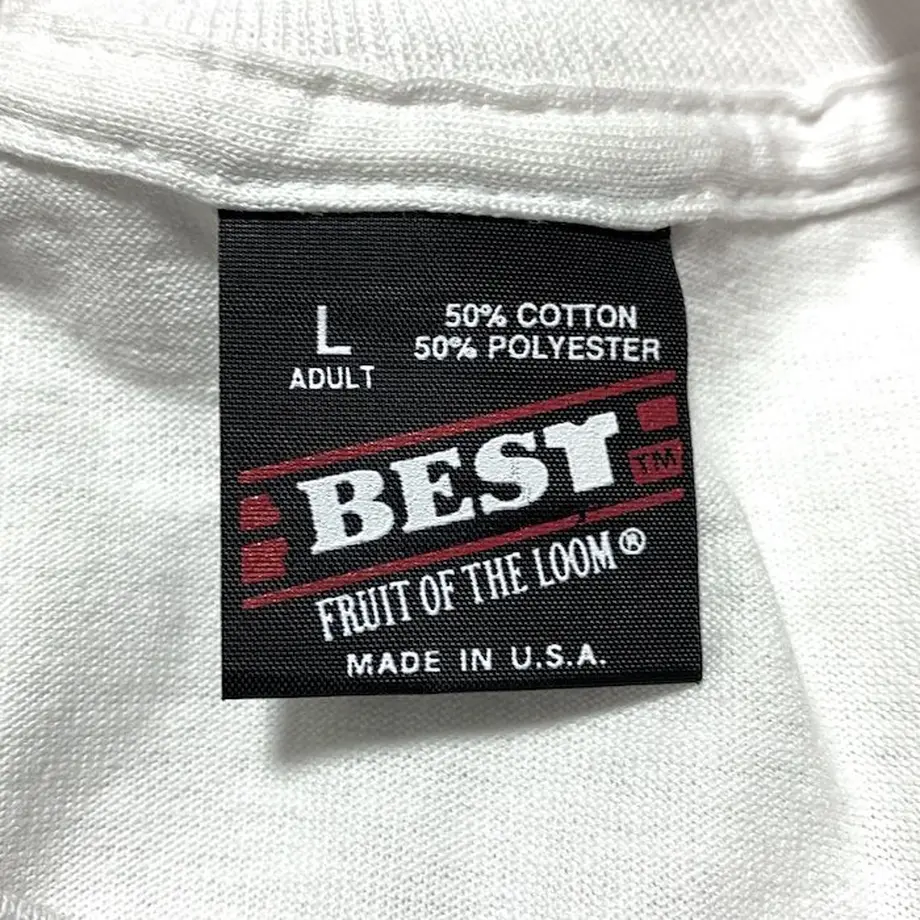 L
ADULT
50% COTTON
50% POLYESTER
BEST
TM
FRUIT OF THE LOOM®
MADE IN U.S.A.